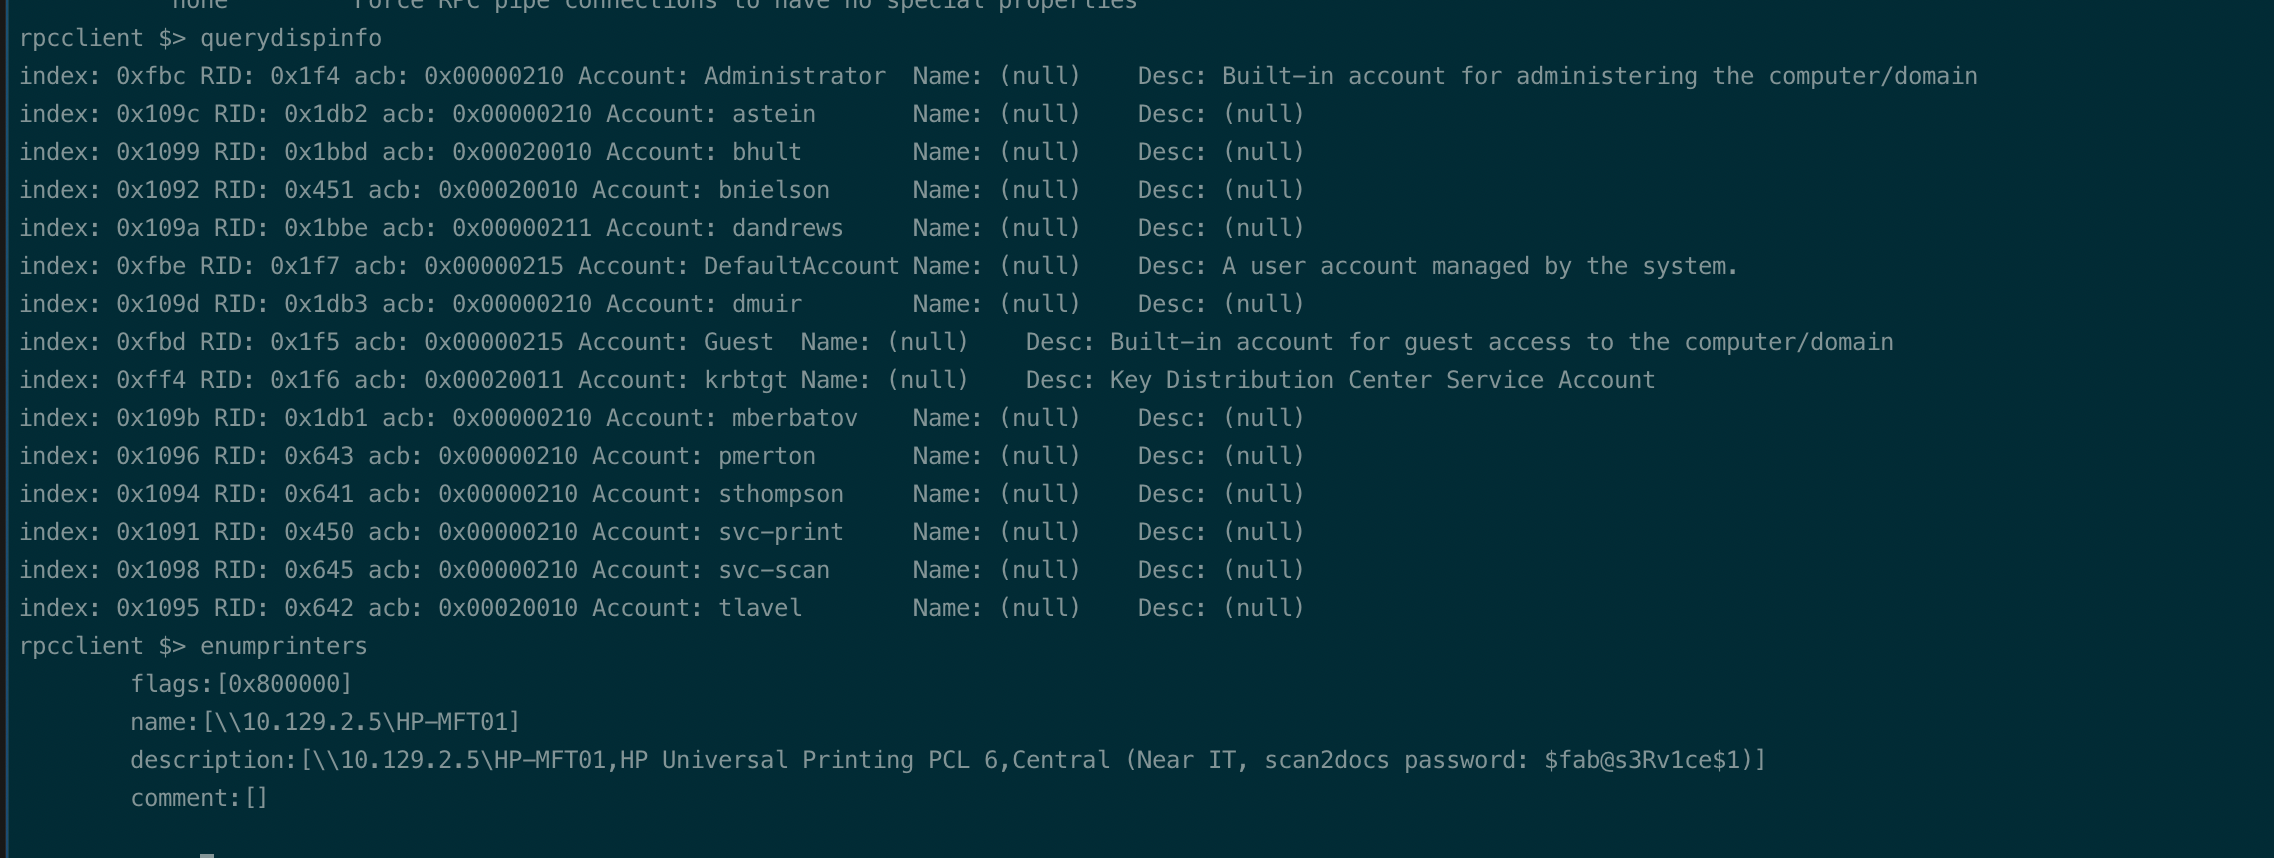 none         Force RPC pipe connections to have no special properties
rpcclient $> querydispinfo
index: 0xfbc RID: 0x1f4 acb: 0x00000210 Account: Administrator  Name: (null)    Desc: Built-in account for administering the computer/domain
index: 0x109c RID: 0x1db2 acb: 0x00000210 Account: astein       Name: (null)    Desc: (null)
index: 0x1099 RID: 0x1bbd acb: 0x00020010 Account: bhult        Name: (null)    Desc: (null)
index: 0x1092 RID: 0x451 acb: 0x00020010 Account: bnielson      Name: (null)    Desc: (null)
index: 0x109a RID: 0x1bbe acb: 0x00000211 Account: dandrews     Name: (null)    Desc: (null)
index: 0xfbe RID: 0x1f7 acb: 0x00000215 Account: DefaultAccount Name: (null)    Desc: A user account managed by the system.
index: 0x109d RID: 0x1db3 acb: 0x00000210 Account: dmuir        Name: (null)    Desc: (null)
index: 0xfbd RID: 0x1f5 acb: 0x00000215 Account: Guest  Name: (null)    Desc: Built-in account for guest access to the computer/domain
index: 0xff4 RID: 0x1f6 acb: 0x00020011 Account: krbtgt Name: (null)    Desc: Key Distribution Center Service Account
index: 0x109b RID: 0x1db1 acb: 0x00000210 Account: mberbatov    Name: (null)    Desc: (null)
index: 0x1096 RID: 0x643 acb: 0x00000210 Account: pmerton       Name: (null)    Desc: (null)
index: 0x1094 RID: 0x641 acb: 0x00000210 Account: sthompson     Name: (null)    Desc: (null)
index: 0x1091 RID: 0x450 acb: 0x00000210 Account: svc-print     Name: (null)    Desc: (null)
index: 0x1098 RID: 0x645 acb: 0x00000210 Account: svc-scan      Name: (null)    Desc: (null)
index: 0x1095 RID: 0x642 acb: 0x00020010 Account: tlavel        Name: (null)    Desc: (null)
rpcclient $> enumprinters
        flags:[0x800000]
        name:[\\10.129.2.5\HP-MFT01]
        description:[\\10.129.2.5\HP-MFT01,HP Universal Printing PCL 6,Central (Near IT, scan2docs password: $fab@s3Rv1ce$1)]
        comment:[]